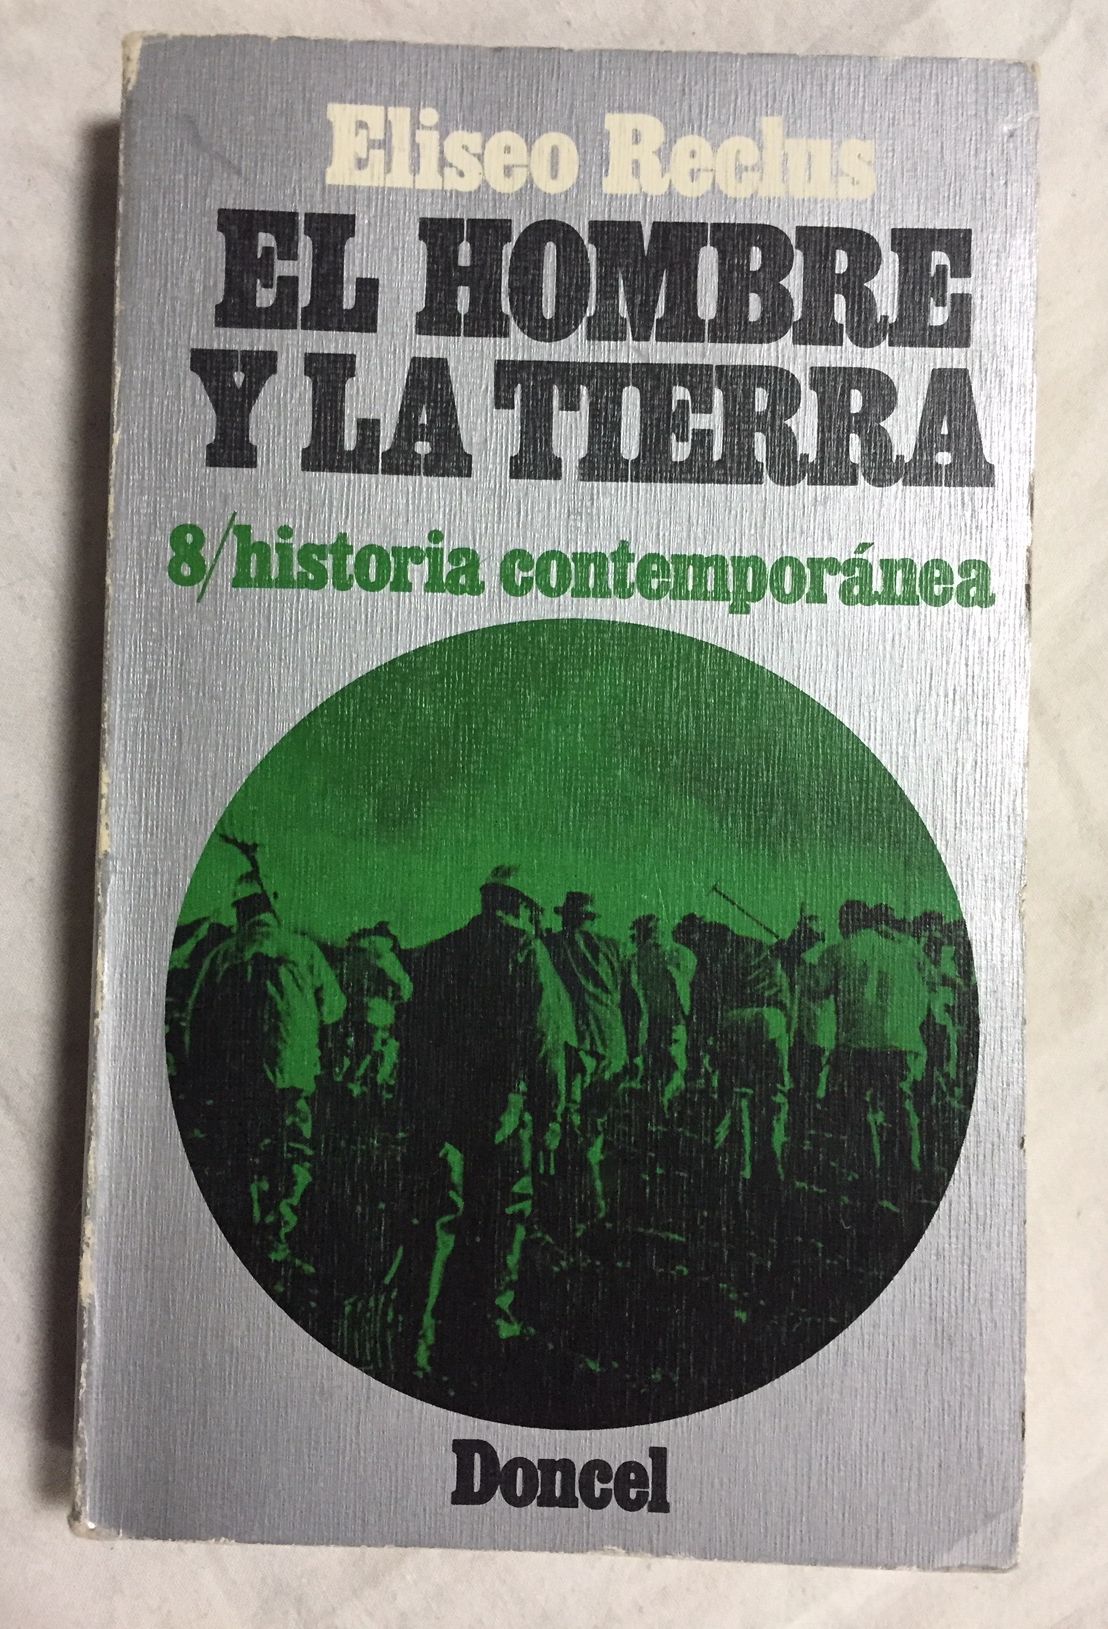 Eliseo Reclus
EL HOMBRE
Y LA TIERRA
8/historia contemporánea
Doncel